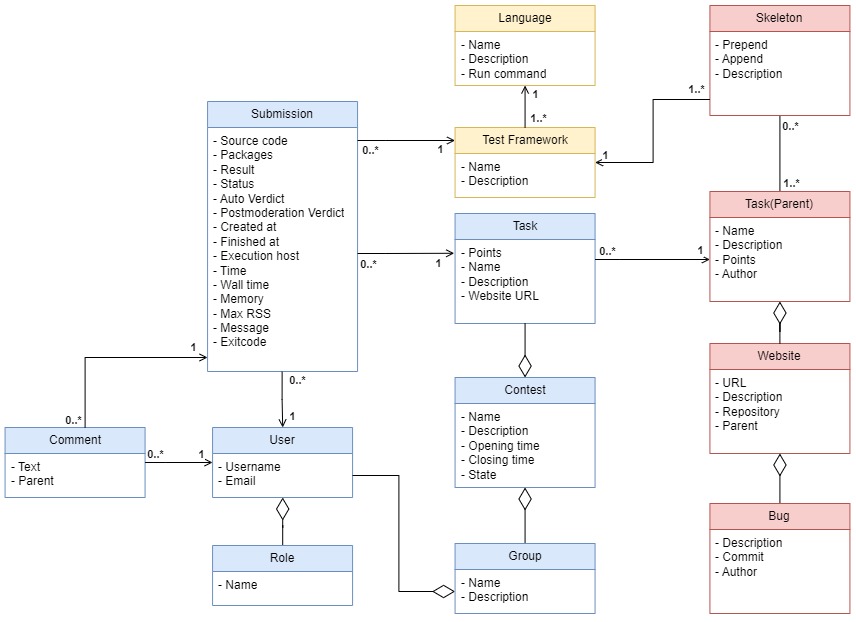 Language
- Name
- Description
- Run command
Skeleton
- Prepend
- Append
- Description
1
1..*
1..*
0..*
Submission
- Source code
- Packages
- Result
- Status
- Auto Verdict
- Postmoderation Verdict
- Created at
- Finished at
- Execution host
- Time
- Wall time
- Memory
- Max RSS
- Message
- Exitcode
0..*
1
Test Framework
- Name
- Description
1
1..*
0..*
1
Task
- Points
- Name
- Description
- Website URL
0..*
1
Task(Parent)
- Name
- Description
- Points
- Author
1
0..*
0..*
1
Website
- URL
- Description
- Repository
- Parent
Contest
- Name
- Description
- Opening time
- Closing time
- State
Comment
- Text
- Parent
0..*
1
User
- Username
- Email
Bug
- Description
- Commit
- Author
Role
- Name
Group
- Name
- Description